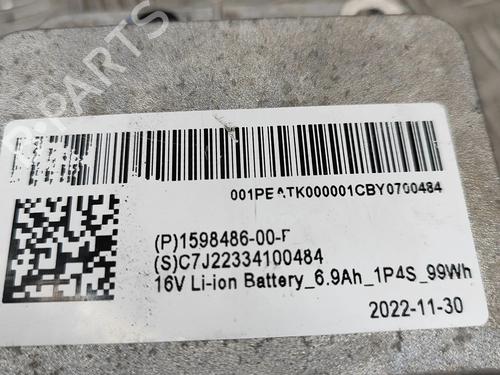 B-PARTS
001PEATK000001CBY0700484
(P)1598486-00-F
(S)C7J22334100484
16V Li-ion Battery_6.9Ah_1P4S_99Wh
2022-11-30